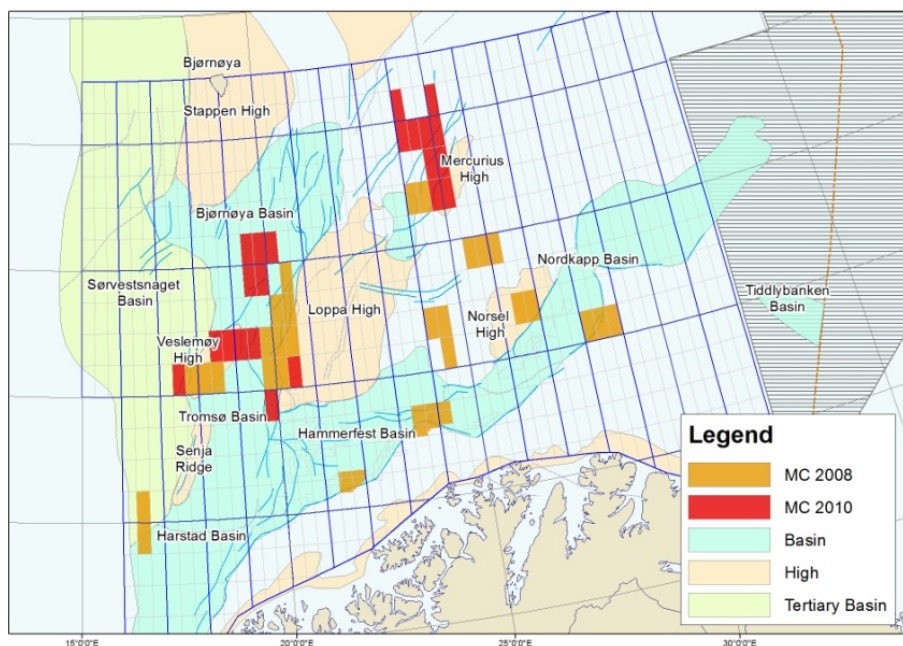 Bjørnøya
Stappen High
Mercurius
High
Bjørnøya Basin
Nordkapp Basin
Sørvestsnaget
Basin
Tiddlybanken
Basin
Loppa High
Norsel
High
Veslemøy
High
Tromsø Basin
Hammerfest Basin
Senja
Ridge
Harstad Basin
Legend
MC 2008
MC 2010
Basin
High
Tertiary Basin
15°0'0"E
20°0'0"E
25°0'0"E
30°0'0"E